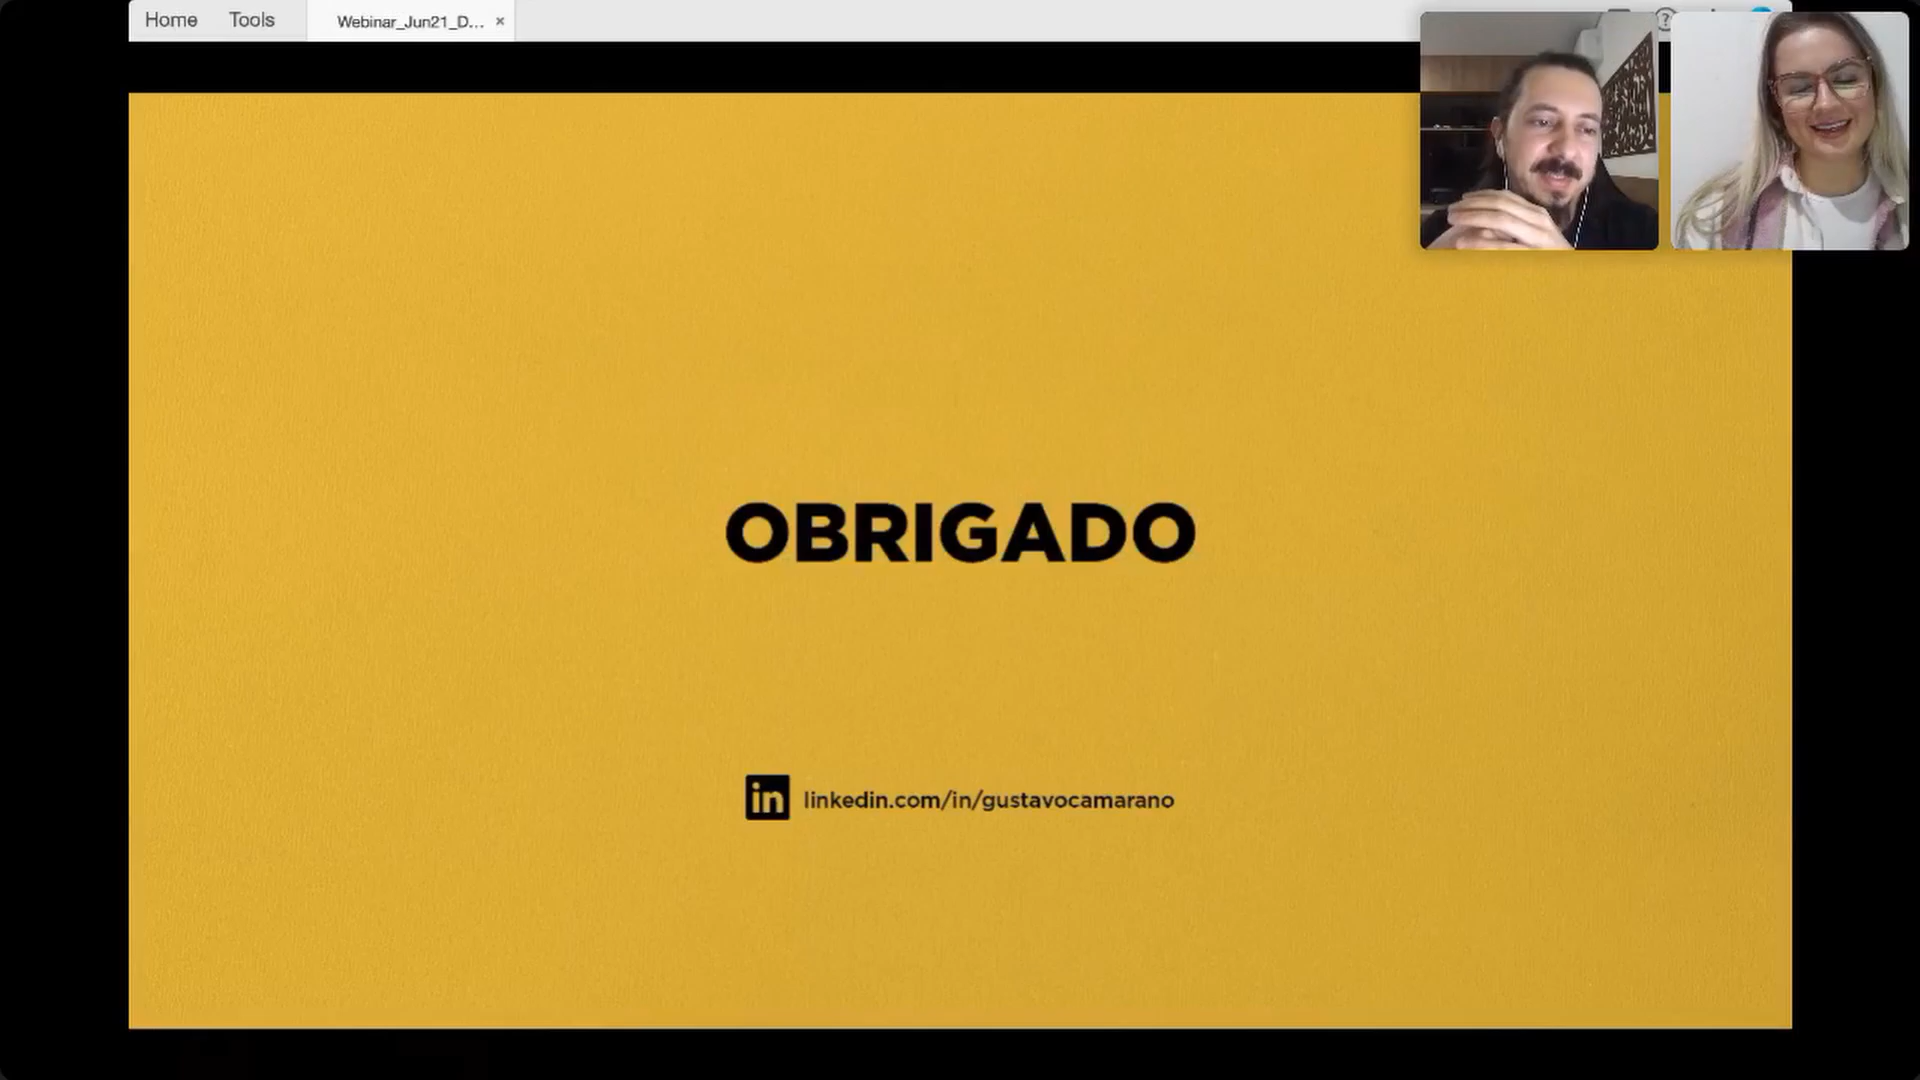 Home
Tools
Webinar_Jun21_D... ×
OBRIGADO
in linkedin.com/in/gustavocamarano